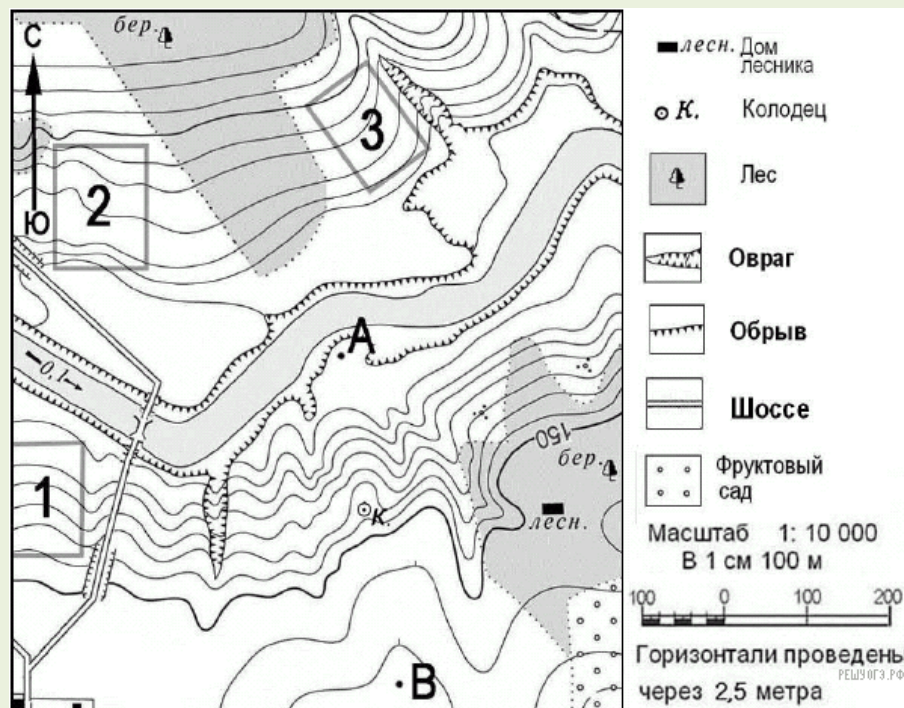 С
Ю
бер.
2
3
0,1
А
1
К.
150
бер.
лесн.
В
лесн. Дом
лесника
К. Колодец
Лес
Овраг
Обрыв
Шоссе
Фруктовый
сад
Масштаб 1: 10 000
В 1 см 100 м
100 0 100 200
Горизонтали проведены
через 2,5 метра
РЕШУОГЭ.РФ